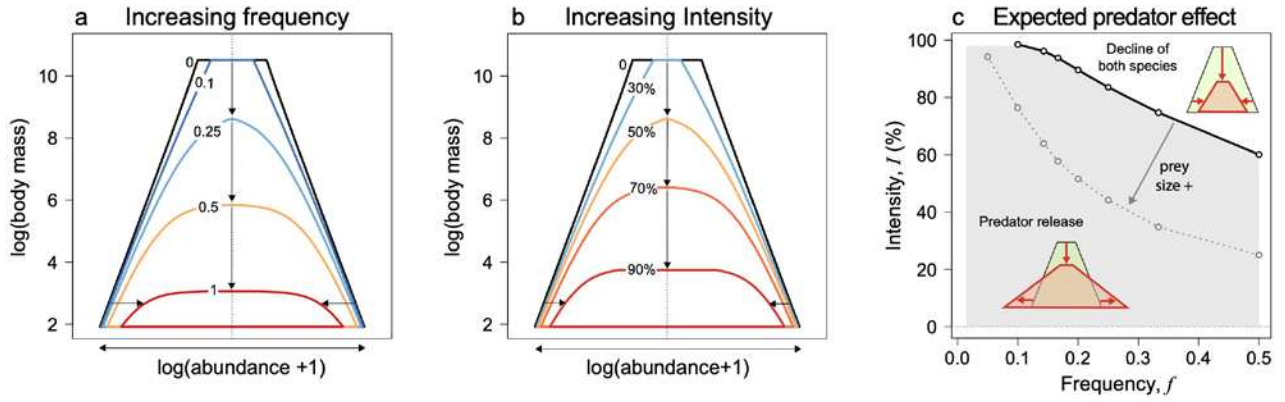 a Increasing frequency
log(body mass)
10
8
6
4
2
0
0.1
0.25
0.5
1
log(abundance +1)
b Increasing Intensity
log(body mass)
10
8
6
4
2
0
30%
50%
70%
90%
log(abundance+1)
c Expected predator effect
Intensity, I (%)
100
80
60
40
20
0
Decline of
both species
prey
size +
Predator release
0.0 0.1 0.2 0.3 0.4 0.5
Frequency, f